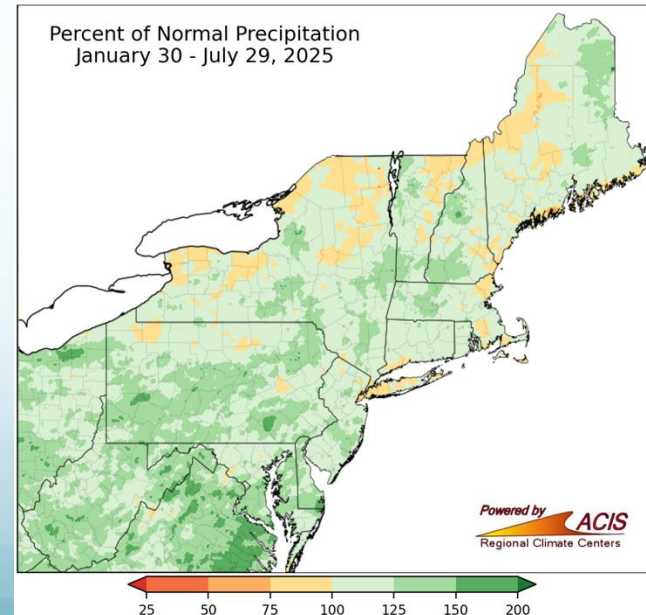 Percent of Normal Precipitation
January 30 - July 29, 2025
Powered by
ACIS
Regional Climate Centers
25 50 75 100 125 150 200